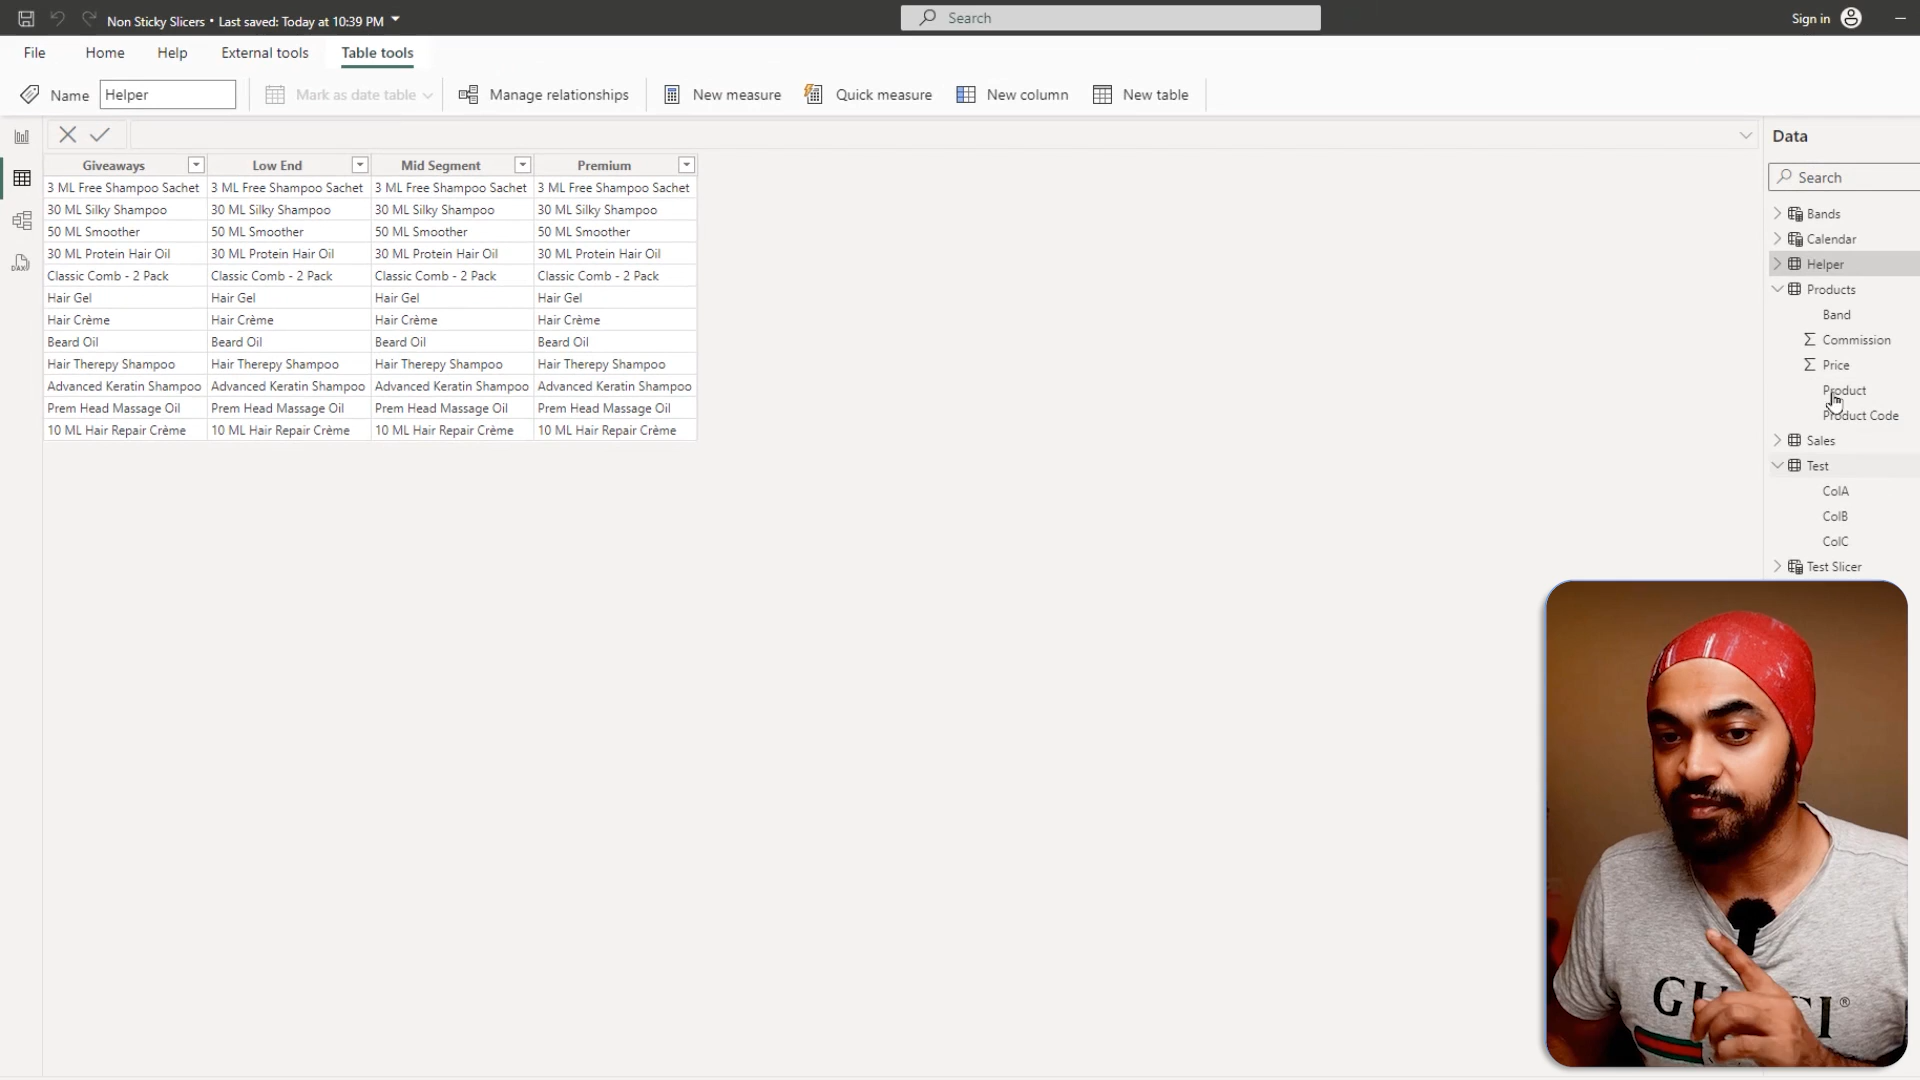 Non Sticky Slicers • Last saved: Today at 10:39 PM
Search
Sign in
File Home Help External tools Table tools
Name Helper Mark as date table Manage relationships New measure Quick measure New column New table
Data
Search
Giveaways Low End Mid Segment Premium
3 ML Free Shampoo Sachet 3 ML Free Shampoo Sachet 3 ML Free Shampoo Sachet 3 ML Free Shampoo Sachet
30 ML Silky Shampoo 30 ML Silky Shampoo 30 ML Silky Shampoo 30 ML Silky Shampoo
50 ML Smoother 50 ML Smoother 50 ML Smoother 50 ML Smoother
30 ML Protein Hair Oil 30 ML Protein Hair Oil 30 ML Protein Hair Oil 30 ML Protein Hair Oil
Classic Comb - 2 Pack Classic Comb - 2 Pack Classic Comb - 2 Pack Classic Comb - 2 Pack
Hair Gel Hair Gel Hair Gel Hair Gel
Hair Crème Hair Crème Hair Crème Hair Crème
Beard Oil Beard Oil Beard Oil Beard Oil
Hair Therepy Shampoo Hair Therepy Shampoo Hair Therepy Shampoo Hair Therepy Shampoo
Advanced Keratin Shampoo Advanced Keratin Shampoo Advanced Keratin Shampoo Advanced Keratin Shampoo
Prem Head Massage Oil Prem Head Massage Oil Prem Head Massage Oil Prem Head Massage Oil
10 ML Hair Repair Crème 10 ML Hair Repair Crème 10 ML Hair Repair Crème 10 ML Hair Repair Crème
Bands
Calendar
Helper
Products
Band
Commission
Price
Product
Product Code
Sales
Test
ColA
ColB
ColC
Test Slicer
DAX